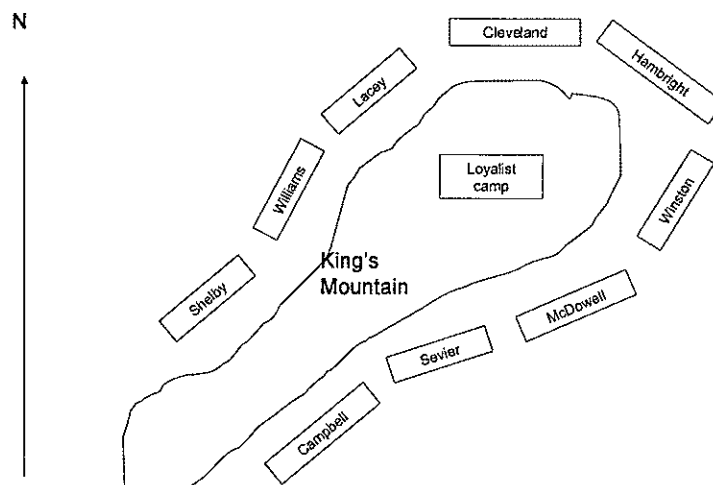 N
Cleveland
Hambright
Lacey
Loyalist
camp
Williams
Winston
King's
Mountain
Shelby
McDowell
Sevier
Campbell